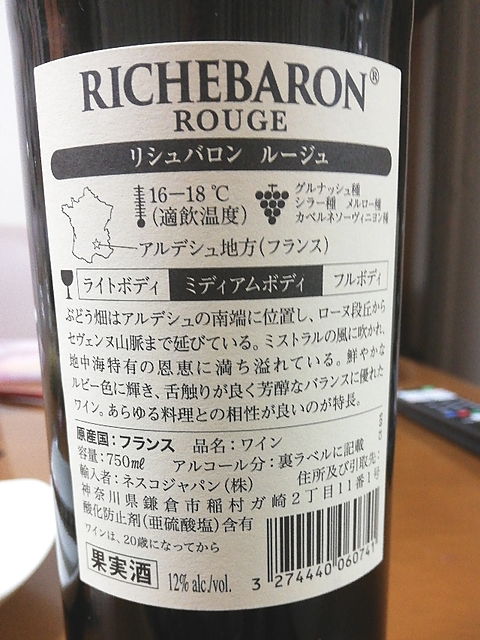 RICHEBARON®
ROUGE
リシュバロン ルージュ
16−18℃
(適飲温度)
グルナッシュ種
シラー種 メルロー種
カベルネソーヴィニヨン種
アルデシュ地方(フランス)
ライトボディ ミディアムボディ フルボディ
ぶどう畑はアルデシュの南端に位置し、ローヌ段丘から
セヴェンヌ山脈まで延びている。ミストラルの風に吹かれ、
地中海特有の恩恵に満ち溢れている。鮮やかな
ルビー色に輝き、舌触りが良く芳醇なバランスに優れた
ワイン。あらゆる料理との相性が良いのが特長。
原産国:フランス 品名:ワイン
容量:750㎖ アルコール分:裏ラベルに記載
輸入者:ネスコジャパン(株) 住所及び引取先:
神奈川県鎌倉市稲村ガ崎2丁目11番1号
酸化防止剤(亜硫酸塩)含有
ワインは、20歳になってから
果実酒
12% alc./vol.
3 274440 060741